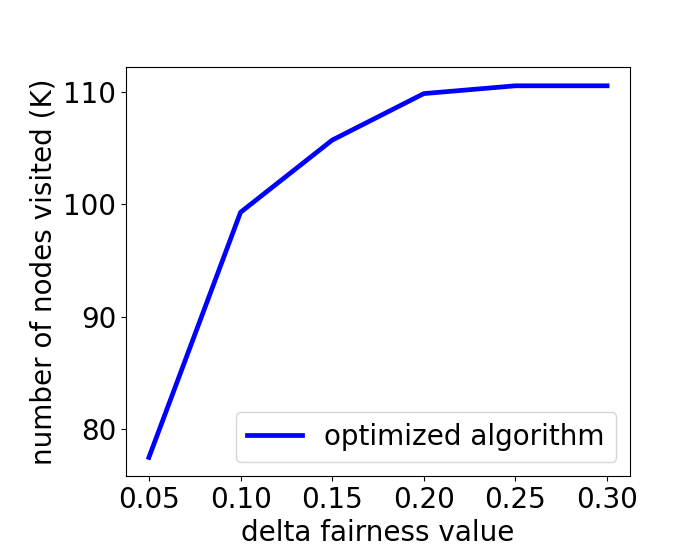 number of nodes visited (K)
110
100
90
80
optimized algorithm
0.05 0.10 0.15 0.20 0.25 0.30
delta fairness value